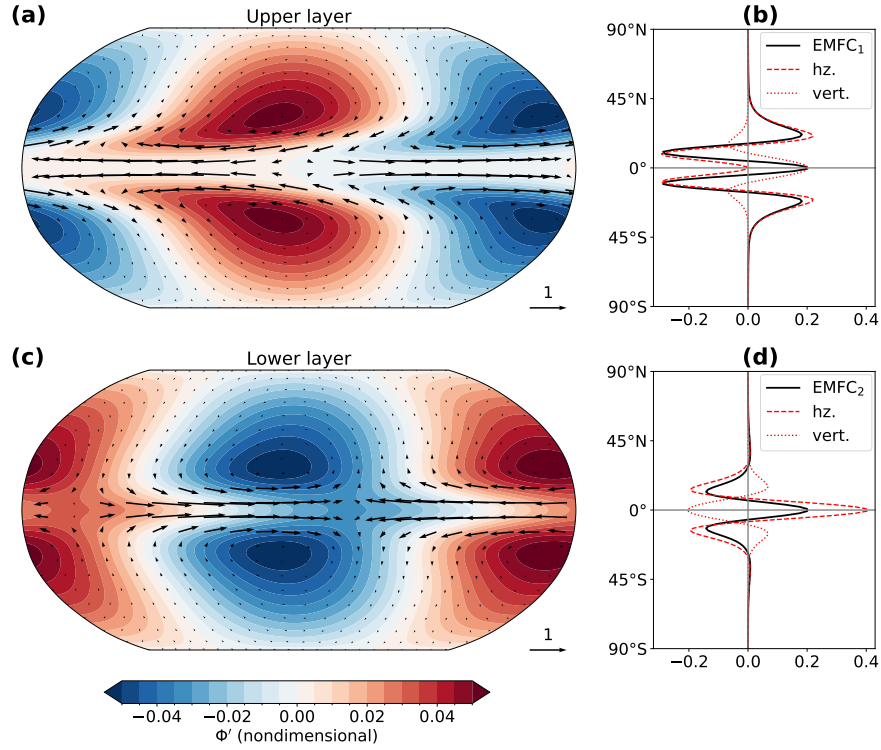 (a)
Upper layer
1
(b)
90°N
45°N
0°
45°S
90°S
EMFC₁
hz.
vert.
−0.2
0.0
0.2
0.4
(c)
Lower layer
1
(d)
90°N
45°N
0°
45°S
90°S
EMFC₂
hz.
vert.
−0.2
0.0
0.2
0.4
−0.04
−0.02
0.00
0.02
0.04
Φ′ (nondimensional)